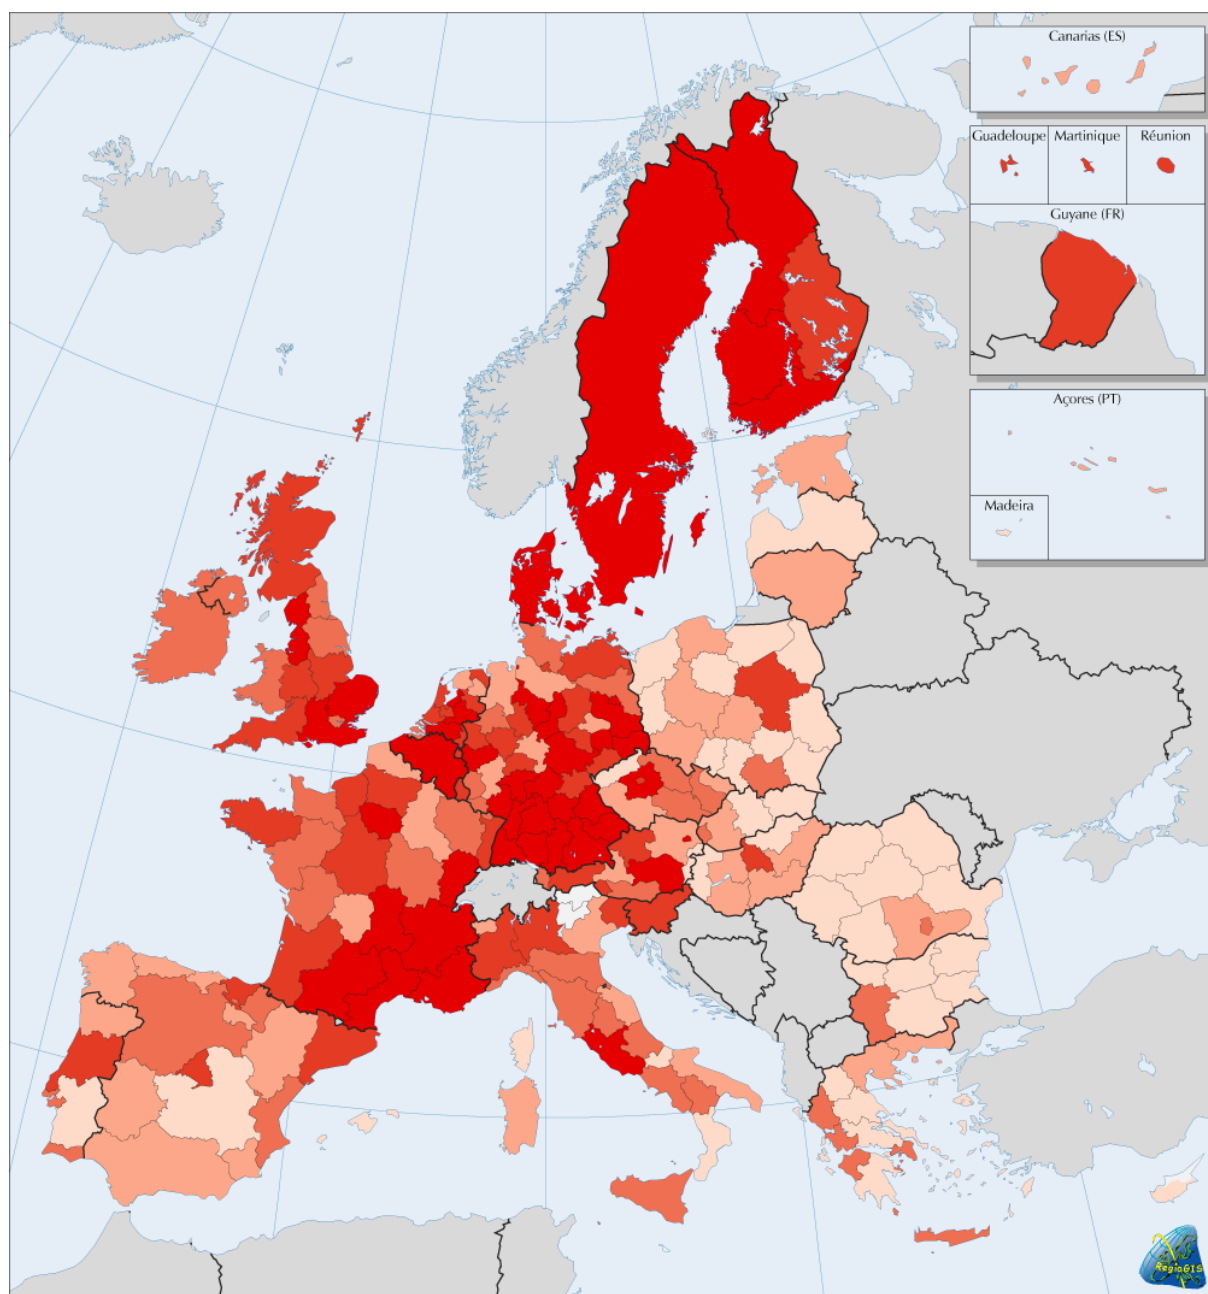 Canarias (ES)
Guadeloupe
Martinique
Réunion
Guyane (FR)
Açores (PT)
Madeira
RegioGIS